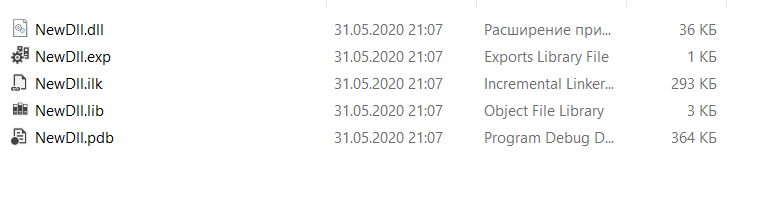 NewDll.dll 31.05.2020 21:07 Расширение при... 36 КБ
NewDll.exp 31.05.2020 21:07 Exports Library File 1 КБ
NewDll.ilk 31.05.2020 21:07 Incremental Linker... 293 КБ
NewDll.lib 31.05.2020 21:07 Object File Library 3 КБ
NewDll.pdb 31.05.2020 21:07 Program Debug D... 364 КБ